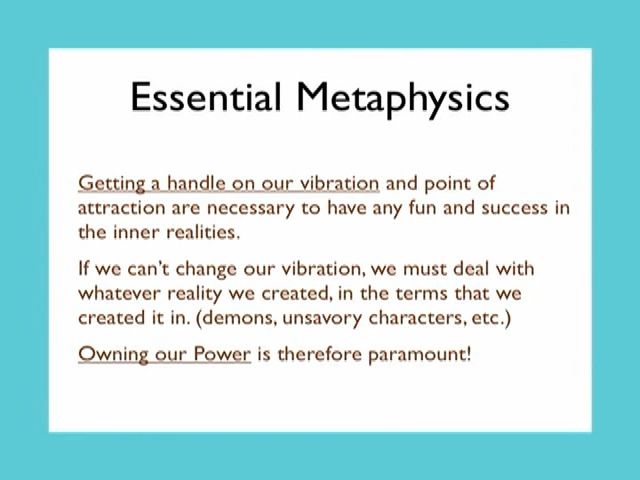 Essential Metaphysics
Getting a handle on our vibration and point of
attraction are necessary to have any fun and success in
the inner realities.
If we can't change our vibration, we must deal with
whatever reality we created, in the terms that we
created it in. (demons, unsavory characters, etc.)
Owning our Power is therefore paramount!